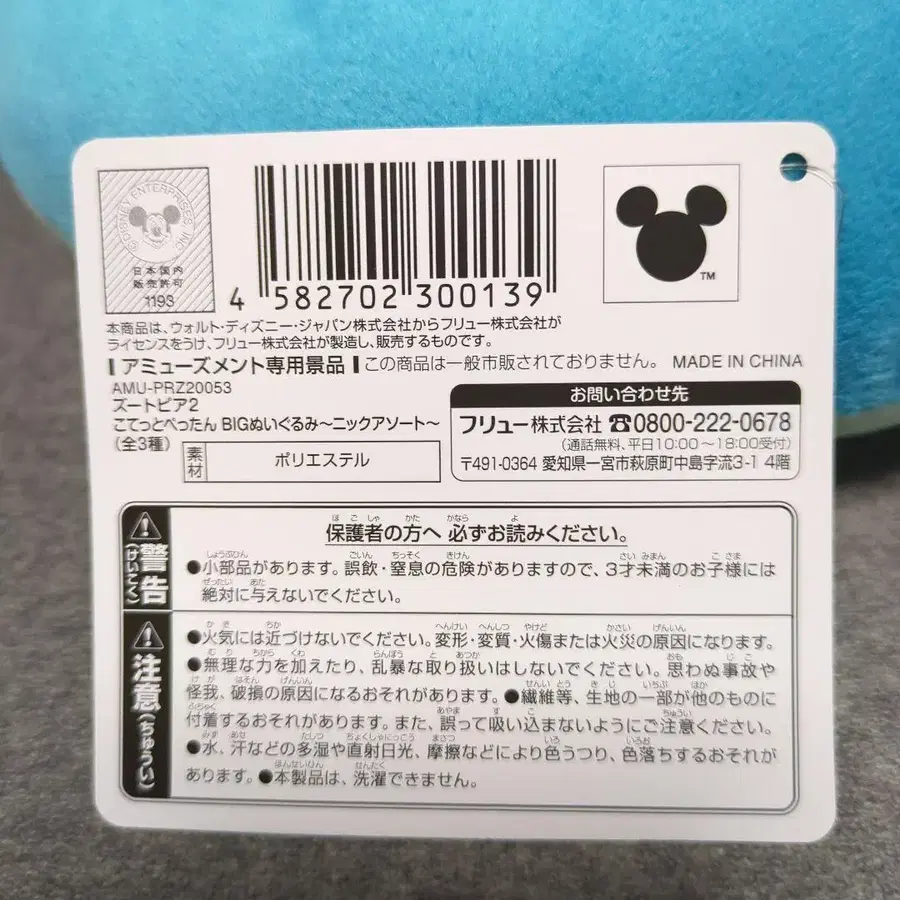 ©DISNEY ENTERPRISES, INC.
日本国内
販売許可
1193
4 582702 300139
TM
本商品は、ウォルト・ディズニー・ジャパン株式会社からフリュー株式会社が
ライセンスをうけ、フリュー株式会社が製造し、販売するものです。
アミューズメント専用景品 この商品は一般市販されておりません。 MADE IN CHINA
AMU-PRZ20053
ズートピア2
こてっとぺったん BIGぬいぐるみ〜ニックアソート〜
(全3種)
素材 ポリエステル
お問い合わせ先
フリュー株式会社 ☎0800-222-0678
(通話無料、平日10:00〜18:00受付)
〒491-0364 愛知県一宮市萩原町中島字流3-1 4階
警告(けいこく)
保護者の方へ 必ずお読みください。
●小部品があります。誤飲・窒息の危険がありますので、3才未満のお子様には
絶対に与えないでください。
注意(ちゅうい)
●火気には近づけないでください。変形・変質・火傷または火災の原因になります。
●無理な力を加えたり、乱暴な取り扱いはしないでください。思わぬ事故や
怪我、破損の原因になるおそれがあります。●繊維等、生地の一部が他のものに
付着するおそれがあります。また、誤って吸い込まないようにご注意ください。
●水、汗などの多湿や直射日光、摩擦などにより色うつり、色落ちするおそれが
あります。●本製品は、洗濯できません。